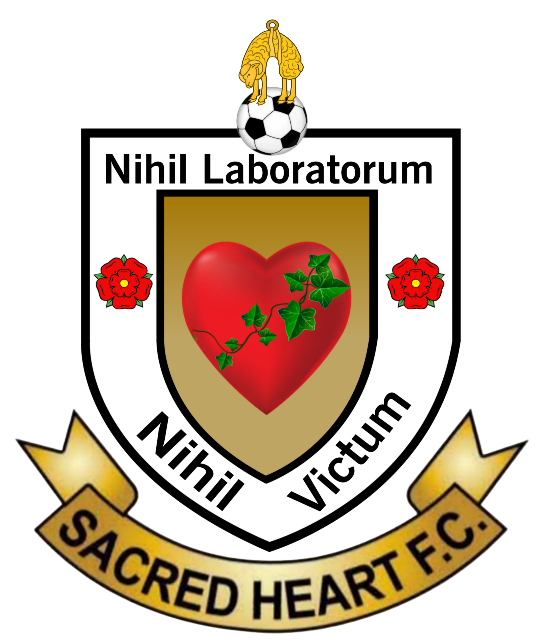 Nihil Laboratorum
Nihil Victum
SACRED HEART F.C.